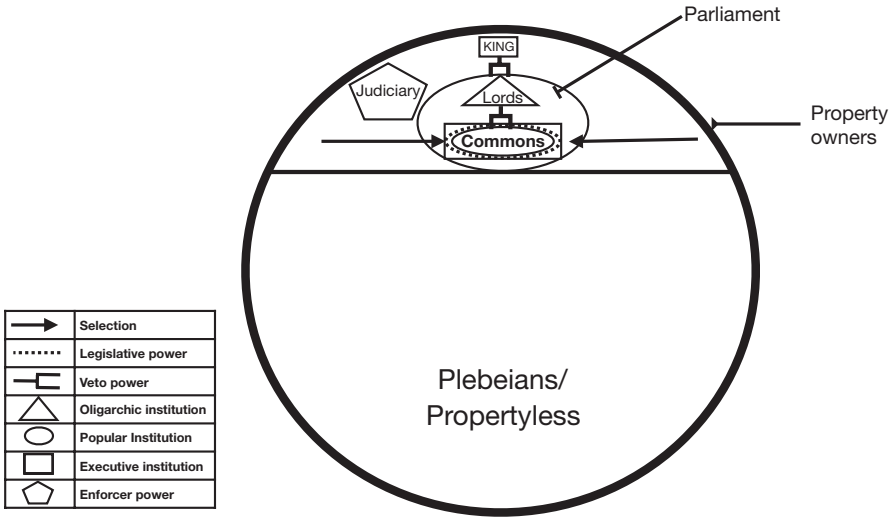 Parliament
KING
Judiciary
Lords
Property
owners
Commons
Plebeians/
Propertyless
Selection
Legislative power
Veto power
Oligarchic institution
Popular Institution
Executive institution
Enforcer power